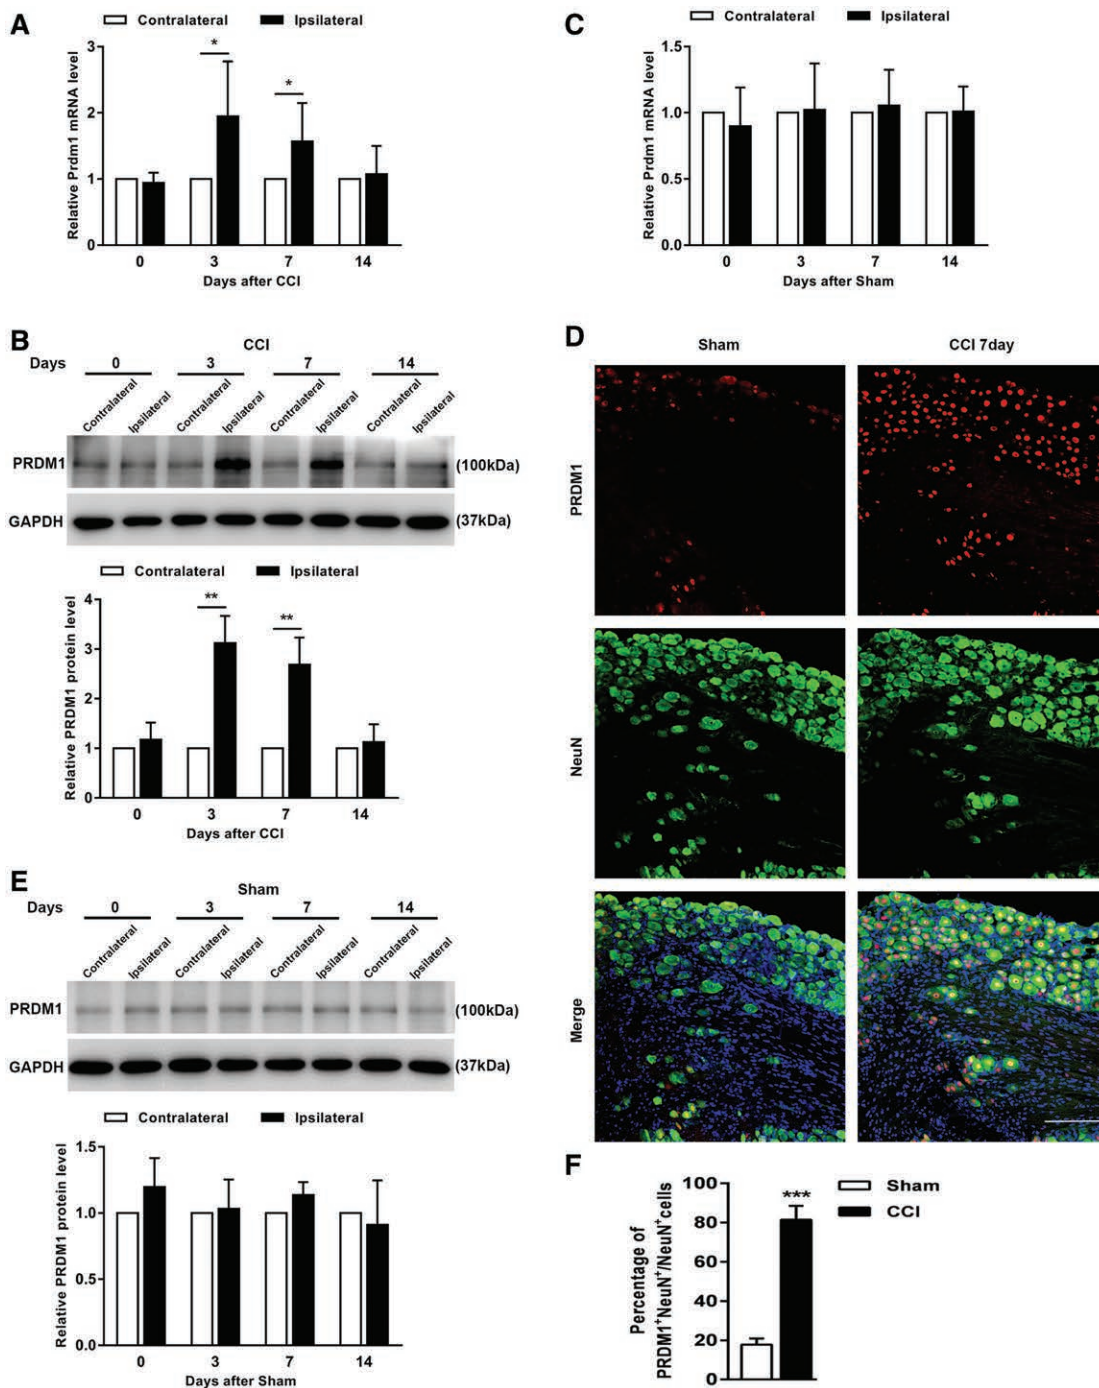 A
Contralateral Ipsilateral
Relative Prdm1 mRNA level
3
2
1
0
* *
0 3 7 14
Days after CCI
C
Contralateral Ipsilateral
Relative Prdm1 mRNA level
1.5
1.0
0.5
0.0
0 3 7 14
Days after Sham
B
CCI
Days 0 3 7 14
Contralateral Ipsilateral Contralateral Ipsilateral Contralateral Ipsilateral Contralateral Ipsilateral
PRDM1 (100kDa)
GAPDH (37kDa)
Contralateral Ipsilateral
Relative PRDM1 protein level
4
3
2
1
0
** **
0 3 7 14
Days after CCI
D
Sham CCI 7day
PRDM1
NeuN
Merge
E
Sham
Days 0 3 7 14
Contralateral Ipsilateral Contralateral Ipsilateral Contralateral Ipsilateral Contralateral Ipsilateral
PRDM1 (100kDa)
GAPDH (37kDa)
Contralateral Ipsilateral
Relative PRDM1 protein level
1.5
1.0
0.5
0.0
0 3 7 14
Days after Sham
F
Percentage of
PRDM1⁺NeuN⁺/NeuN⁺cells
100
80
60
40
20
0
***
Sham
CCI